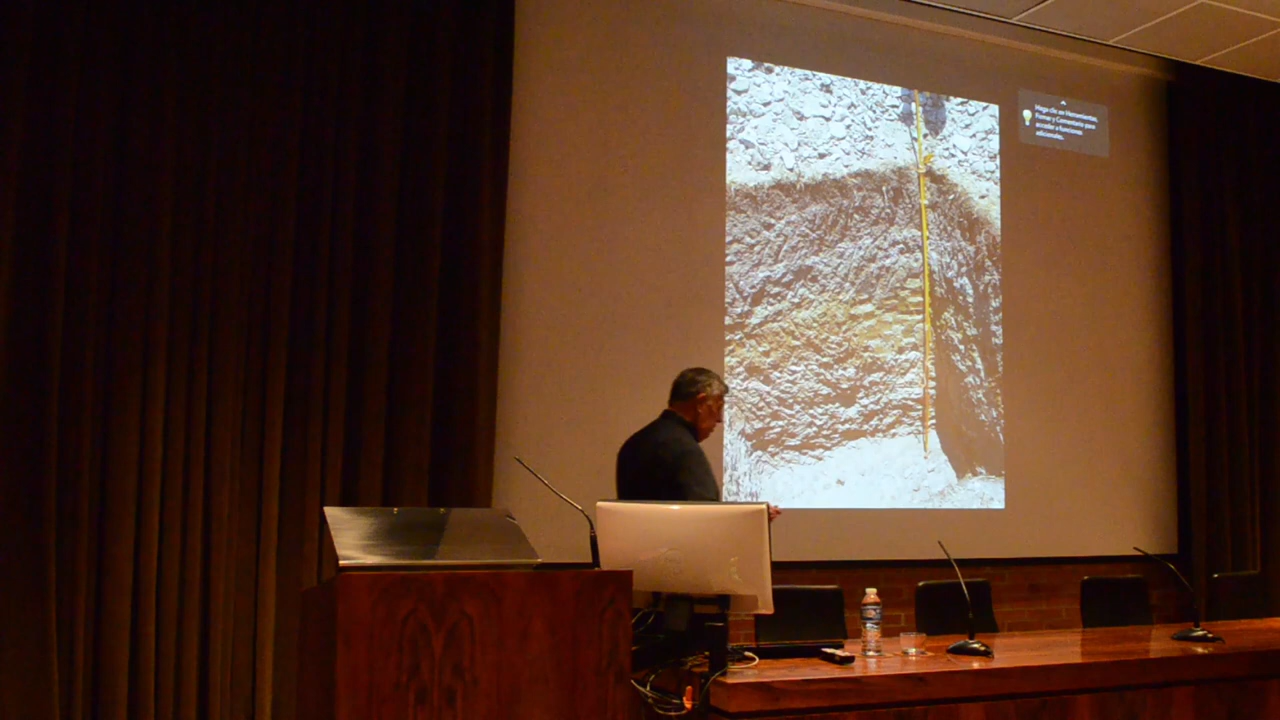 Haga clic en Herramientas,
Firmar y Comentario para
acceder a funciones
adicionales.